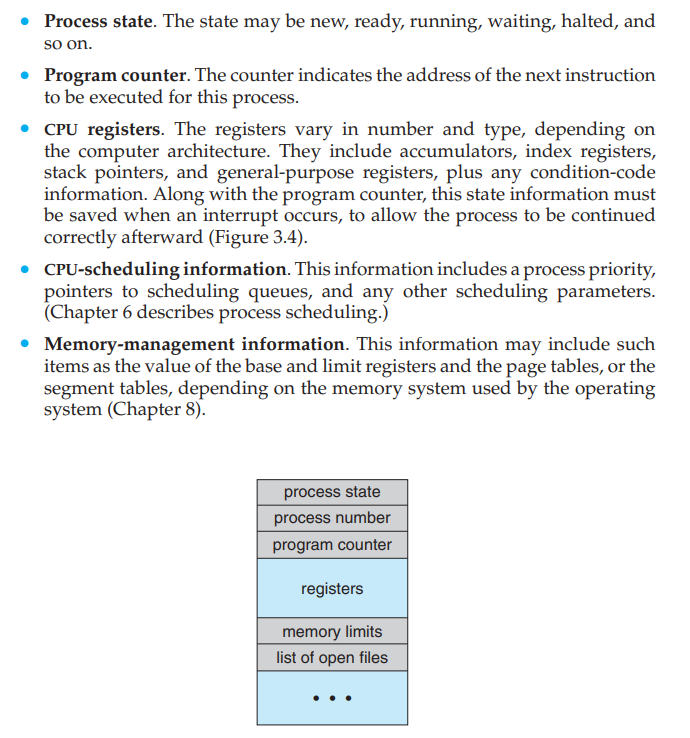 • Process state. The state may be new, ready, running, waiting, halted, and
so on.
• Program counter. The counter indicates the address of the next instruction
to be executed for this process.
• CPU registers. The registers vary in number and type, depending on
the computer architecture. They include accumulators, index registers,
stack pointers, and general-purpose registers, plus any condition-code
information. Along with the program counter, this state information must
be saved when an interrupt occurs, to allow the process to be continued
correctly afterward (Figure 3.4).
• CPU-scheduling information. This information includes a process priority,
pointers to scheduling queues, and any other scheduling parameters.
(Chapter 6 describes process scheduling.)
• Memory-management information. This information may include such
items as the value of the base and limit registers and the page tables, or the
segment tables, depending on the memory system used by the operating
system (Chapter 8).
process state
process number
program counter
registers
memory limits
list of open files
• • •